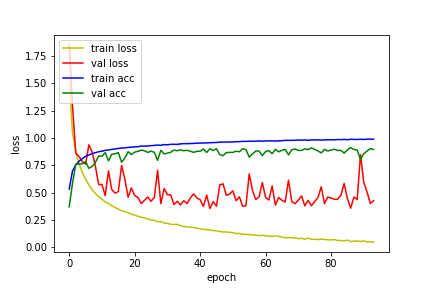 train loss
val loss
train acc
val acc
1.75
1.50
1.25
1.00
0.75
0.50
0.25
0.00
loss
0 20 40 60 80
epoch